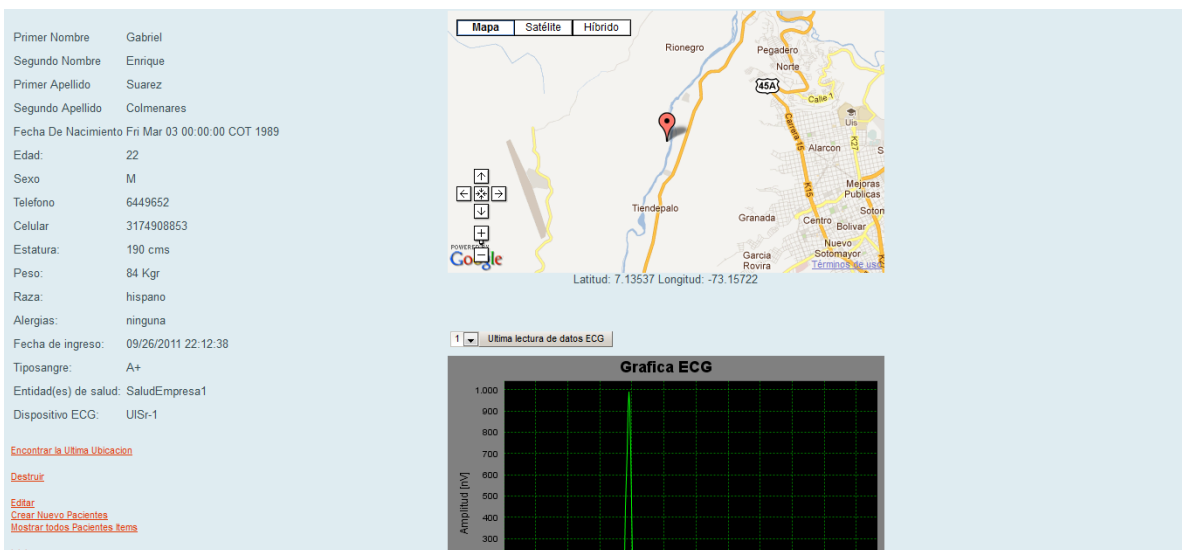 Primer Nombre Gabriel
Segundo Nombre Enrique
Primer Apellido Suarez
Segundo Apellido Colmenares
Fecha De Nacimiento Fri Mar 03 00:00:00 COT 1989
Edad: 22
Sexo M
Telefono 6449652
Celular 3174908853
Estatura: 190 cms
Peso: 84 Kgr
Raza: hispano
Alergias: ninguna
Fecha de ingreso: 09/26/2011 22:12:38
Tiposangre: A+
Entidad(es) de salud: SaludEmpresa1
Dispositivo ECG: UISr-1
Encontrar la Ultima Ubicacion
Destruir
Editar
Crear Nuevo Pacientes
Mostrar todos Pacientes Items
Mapa Satélite Híbrido
Rionegro
Pegadero
Norte
45A
Calle 1
Uis
Carrera 15
K27
Alarcon
S
K15
Mejoras
Publicas
Tiendepalo
Granada
Centro
Soton
Bolivar
Nuevo
Sotomayor
Garcia
Rovira
POWERED BY
Google
Términos de uso
Latitud: 7.13537 Longitud: -73.15722
1 Ultima lectura de datos ECG
Grafica ECG
Amplitud [nV]
1.000
900
800
700
600
500
400
300